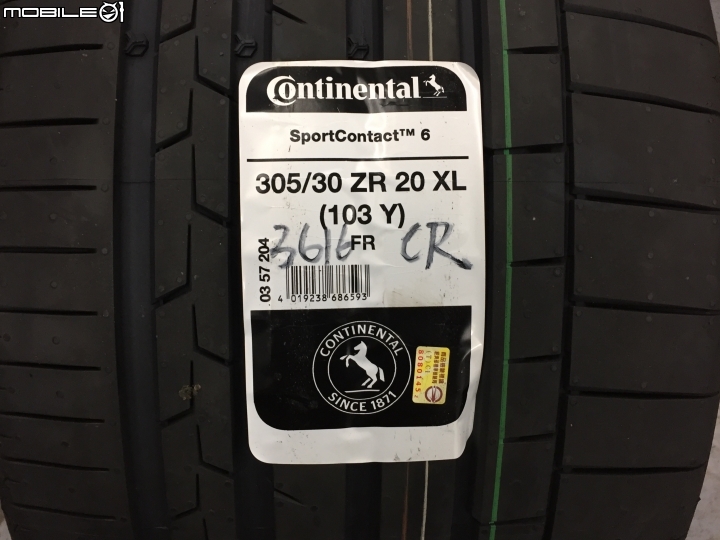 MOBILE01
Continental
SportContact™ 6
305/30 ZR 20 XL
(103 Y)
FR
3616 CR
03 57 204
4 019238 686593
CONTINENTAL
SINCE 1871